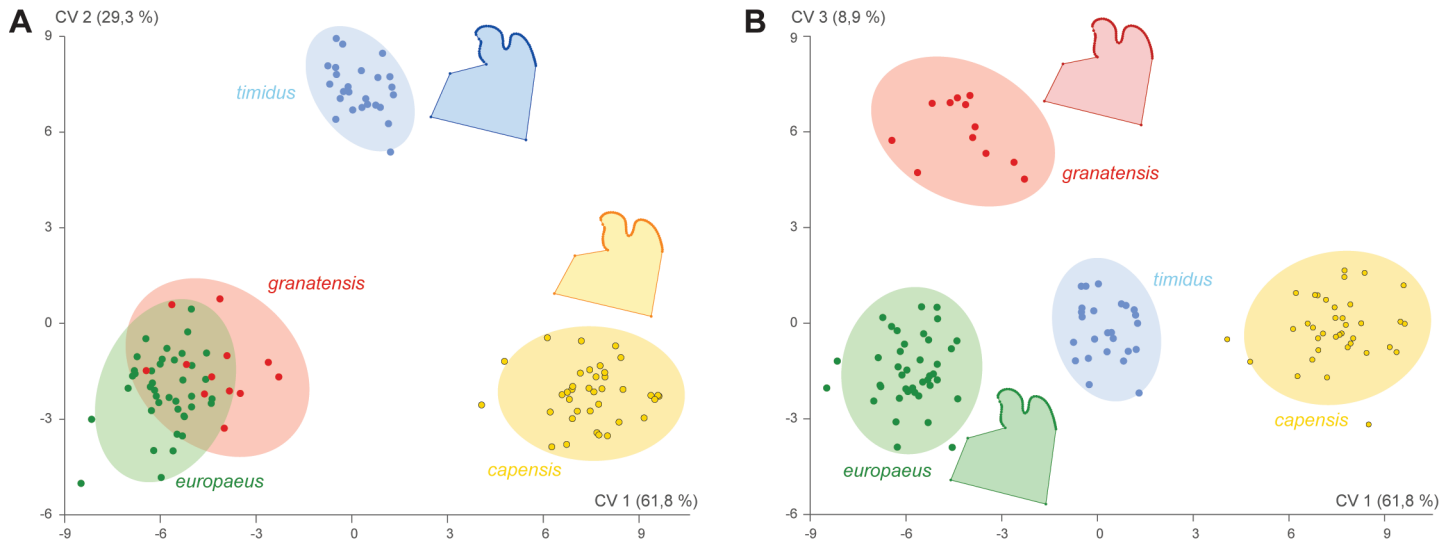 A
CV 2 (29,3 %)
9
6
3
0
-3
-6
-9
-6
-3
0
3
6
9
CV 1 (61,8 %)
timidus
granatensis
europaeus
capensis
B
CV 3 (8,9 %)
9
6
3
0
-3
-6
-9
-6
-3
0
3
6
9
CV 1 (61,8 %)
granatensis
timidus
capensis
europaeus